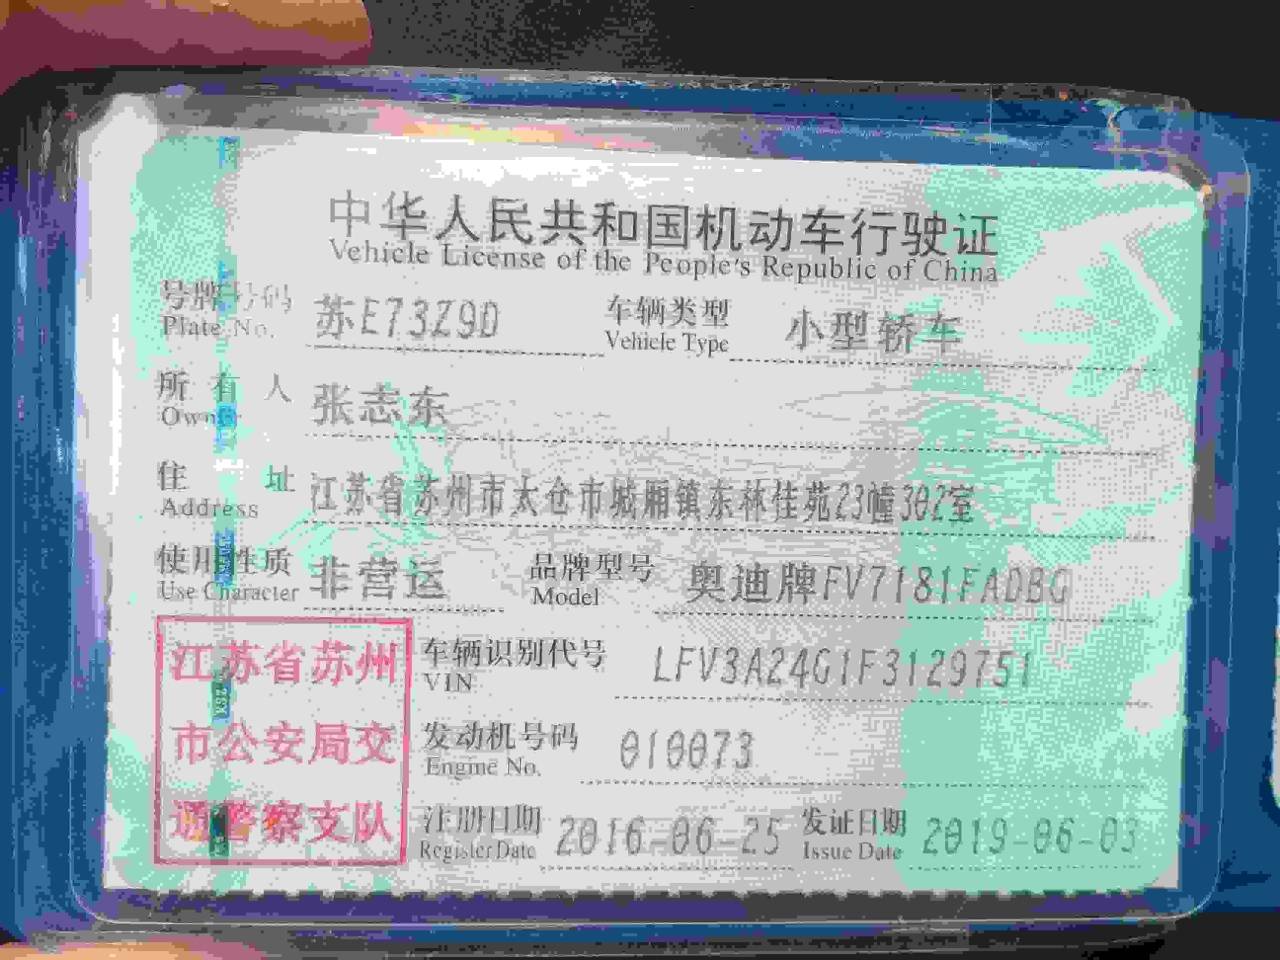 中华人民共和国机动车行驶证
Vehicle License of the People's Republic of China
号牌号码 苏E73Z9D 车辆类型 小型轿车
Plate No. Vehicle Type
所有人 张志东
Owner
住址 江苏省苏州市太仓市城厢镇东林佳苑23幢302室
Address
使用性质 非营运 品牌型号 奥迪牌FV7181FADBG
Use Character Model
江苏省苏州
市公安局交
通警察支队
车辆识别代号 LFV3A24G1F3129751
VIN
发动机号码 010073
Engine No.
注册日期 2016-06-25 发证日期 2019-06-03
Register Date Issue Date